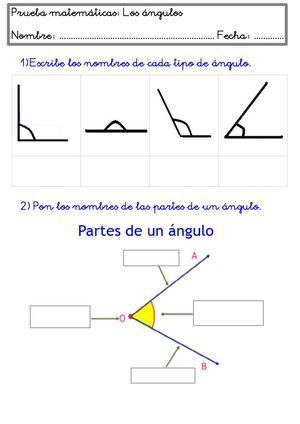 Prueba matemáticas: Los ángulos
Nombre: ................................................................ Fecha: ............
1) Escribe los nombres de cada tipo de ángulo.
2) Pon los nombres de las partes de un ángulo.
Partes de un ángulo
A
O
B